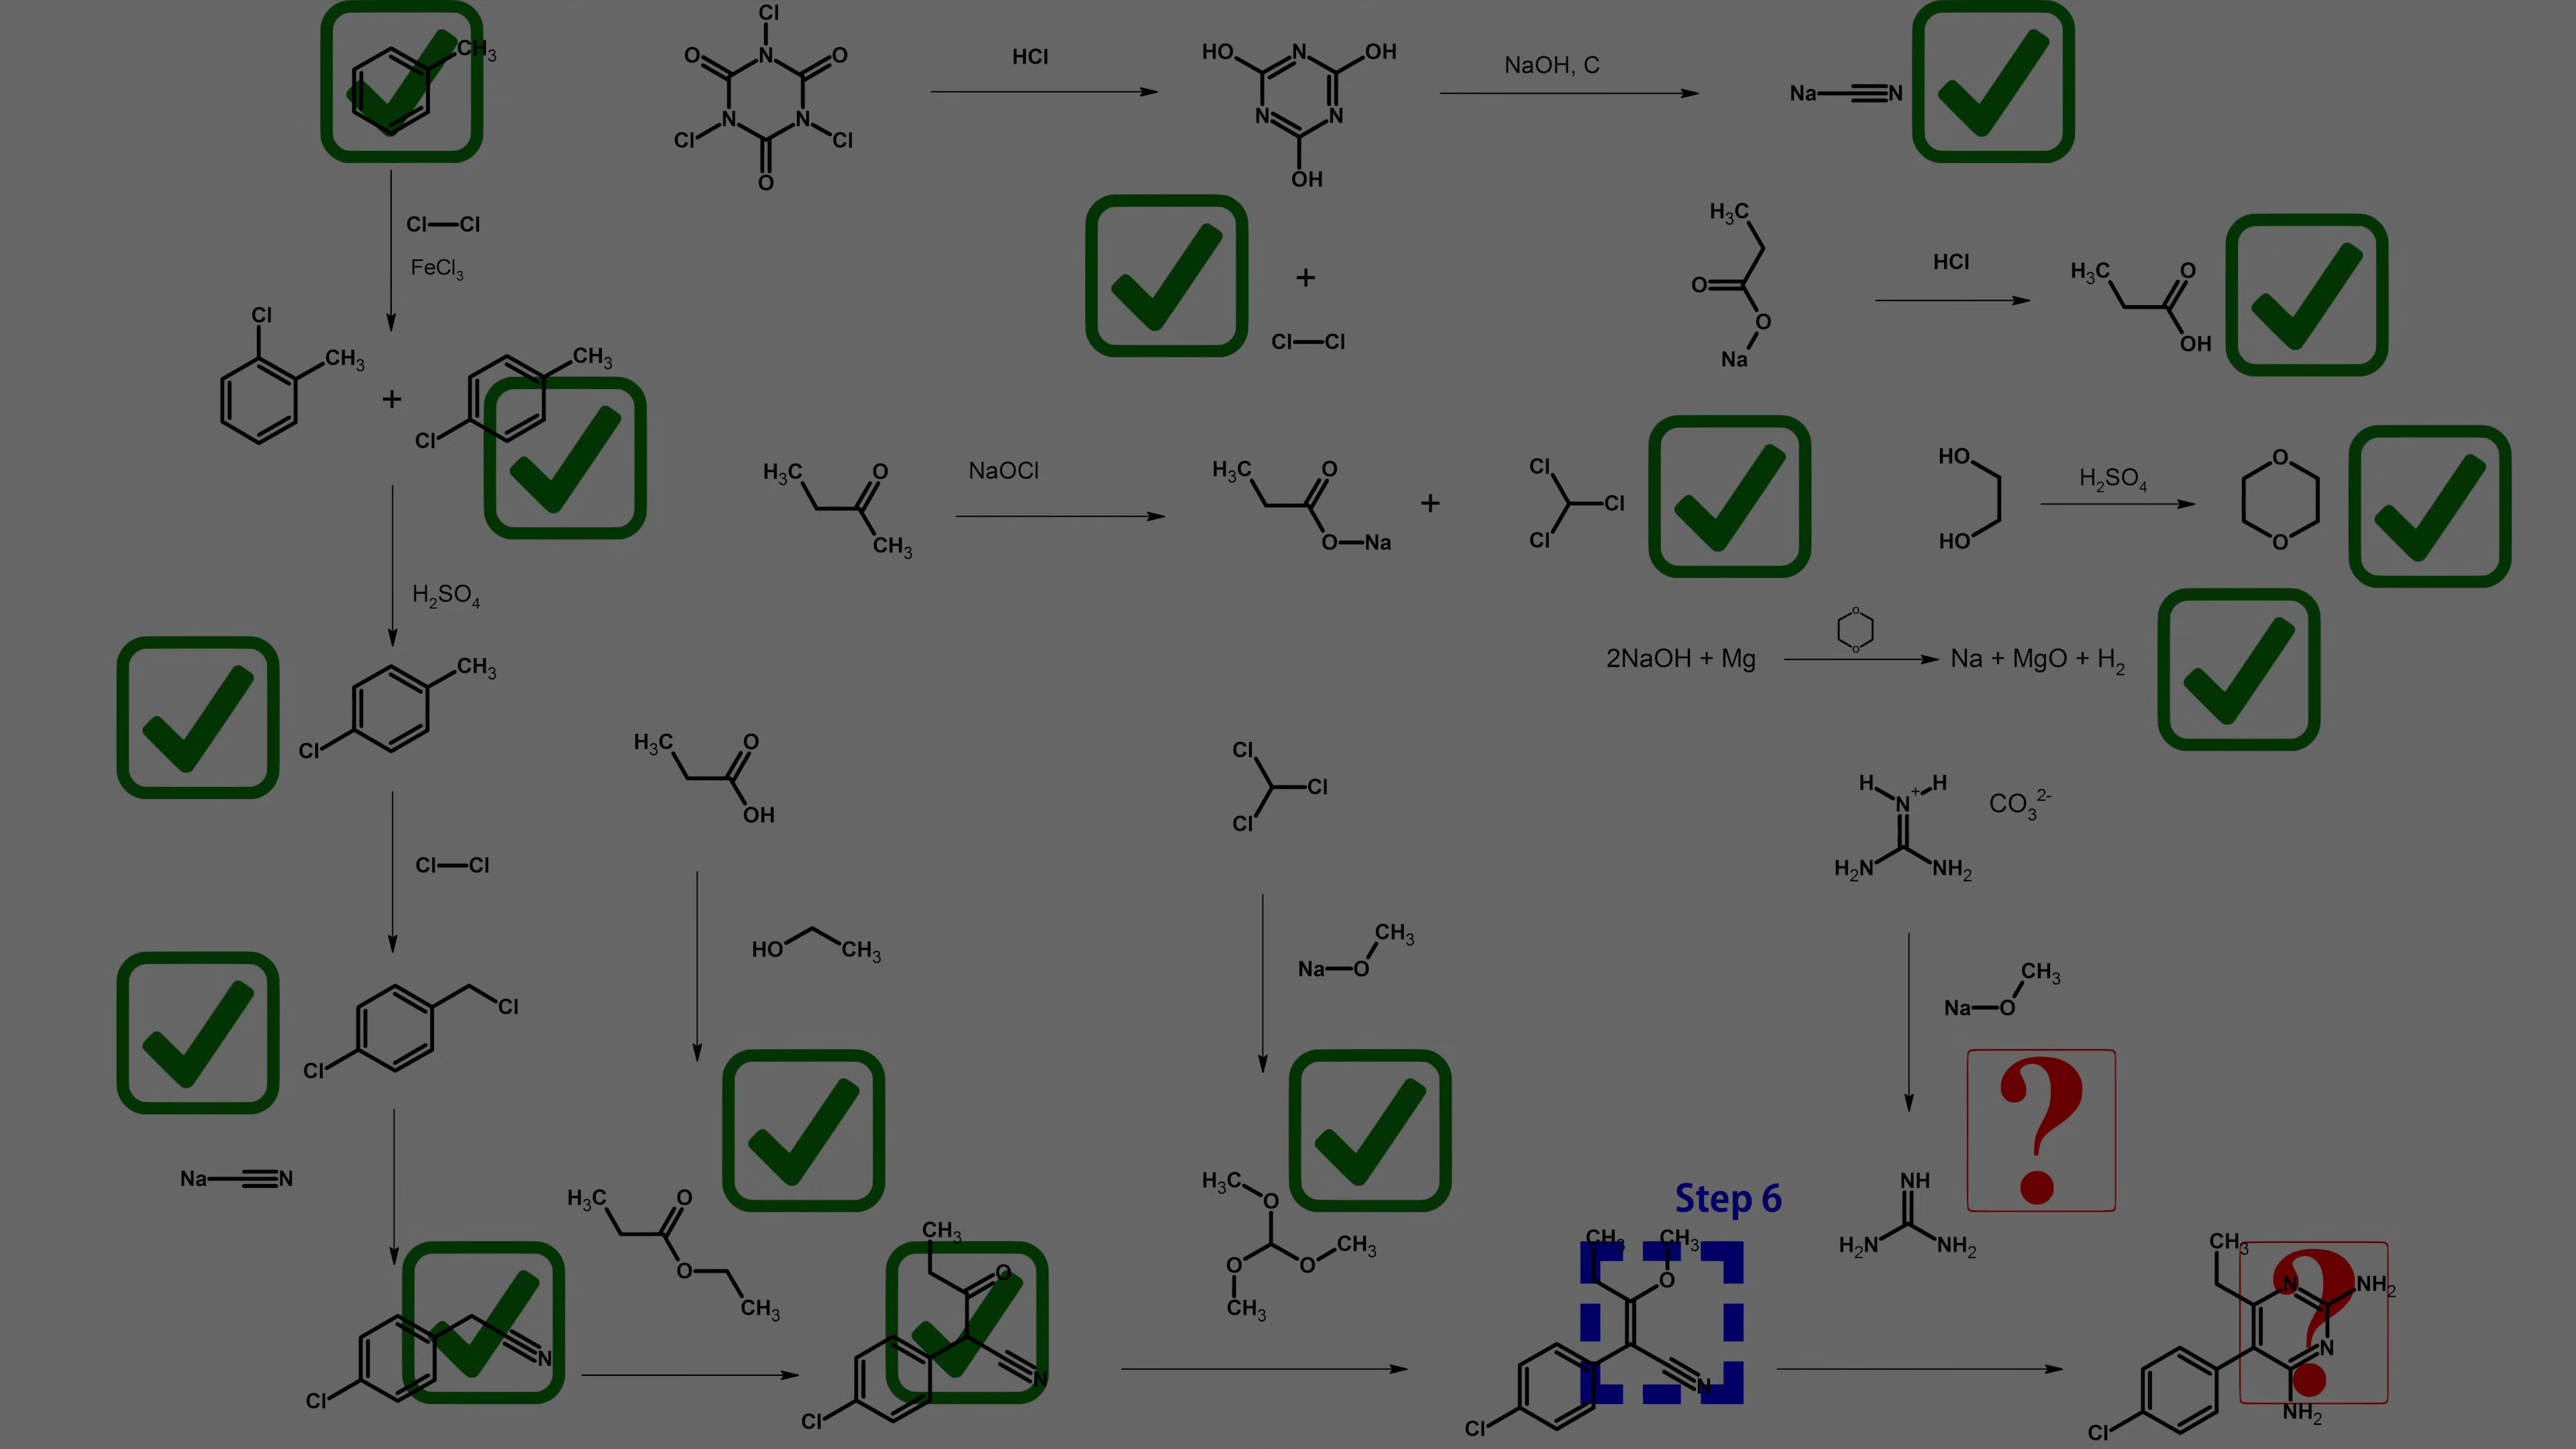 CH3
Cl
O N O
HCl
HO N OH
NaOH, C
Na N
N N
N N
Cl Cl
O
OH
Cl Cl
FeCl3
H3C
HCl
H3C O
O
+
O
OH
Cl Cl
Na
Cl
CH3
CH3
+
Cl
H3C O
NaOCl
H3C O
+
Cl
Cl
Cl
HO
H2SO4
O
CH3
O Na
HO
O
H2SO4
O
O
2NaOH + Mg
Na + MgO + H2
CH3
Cl
H3C O
OH
Cl
Cl
Cl
H H
N+
CO3 2-
H2N NH2
Cl Cl
HO CH3
CH3
Na O
CH3
Na O
Cl
Cl
?
Na N
H3C O
O
CH3
H3C
O
O O CH3
CH3
Step 6
NH
H2N NH2
N
Cl
CH3
O
N
Cl
CH3 CH3
O
N
Cl
CH3
N NH2
?
N
NH2
Cl